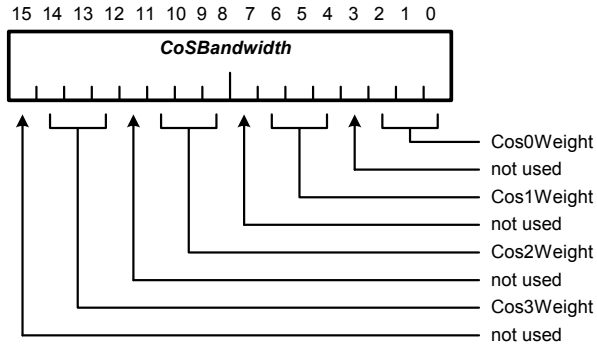 15 14 13 12 11 10 9 8 7 6 5 4 3 2 1 0
CoSBandwidth
Cos0Weight
not used
Cos1Weight
not used
Cos2Weight
not used
Cos3Weight
not used